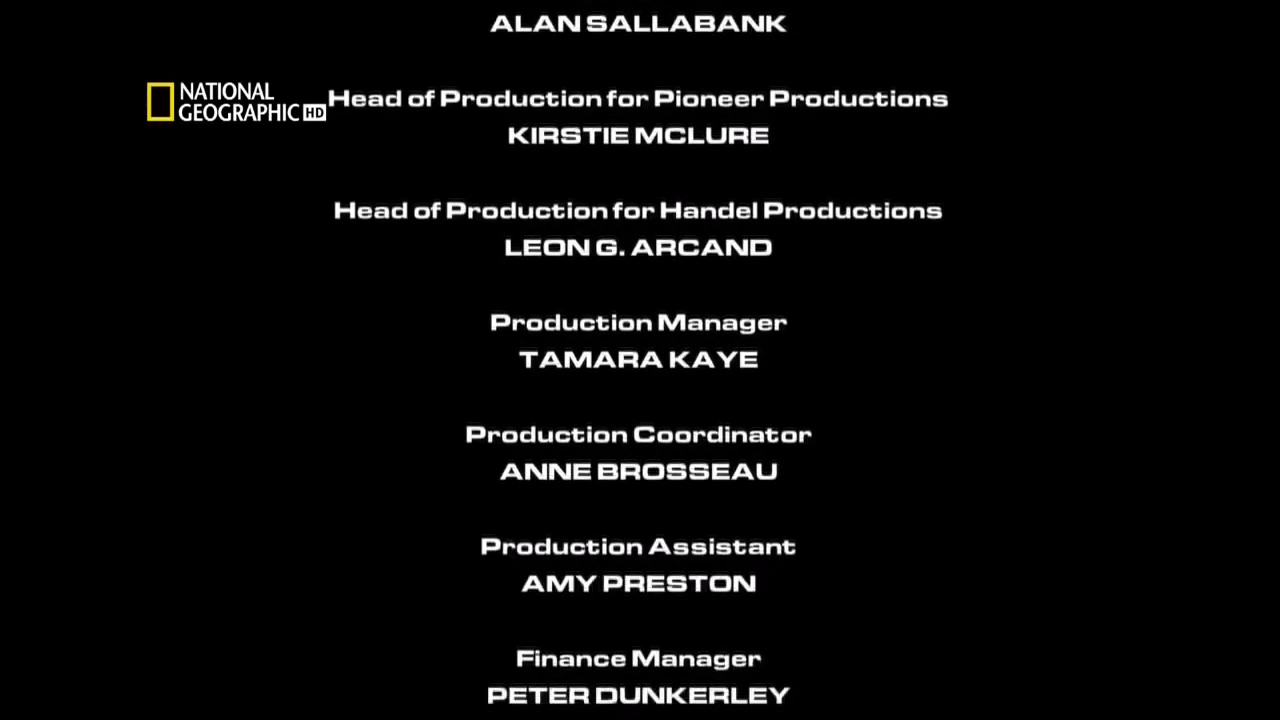 ALAN SALLABANK
NATIONAL
GEOGRAPHIC HD
Head of Production for Pioneer Productions
KIRSTIE MCLURE
Head of Production for Handel Productions
LEON G. ARCAND
Production Manager
TAMARA KAYE
Production Coordinator
ANNE BROSSEAU
Production Assistant
AMY PRESTON
Finance Manager
PETER DUNKERLEY